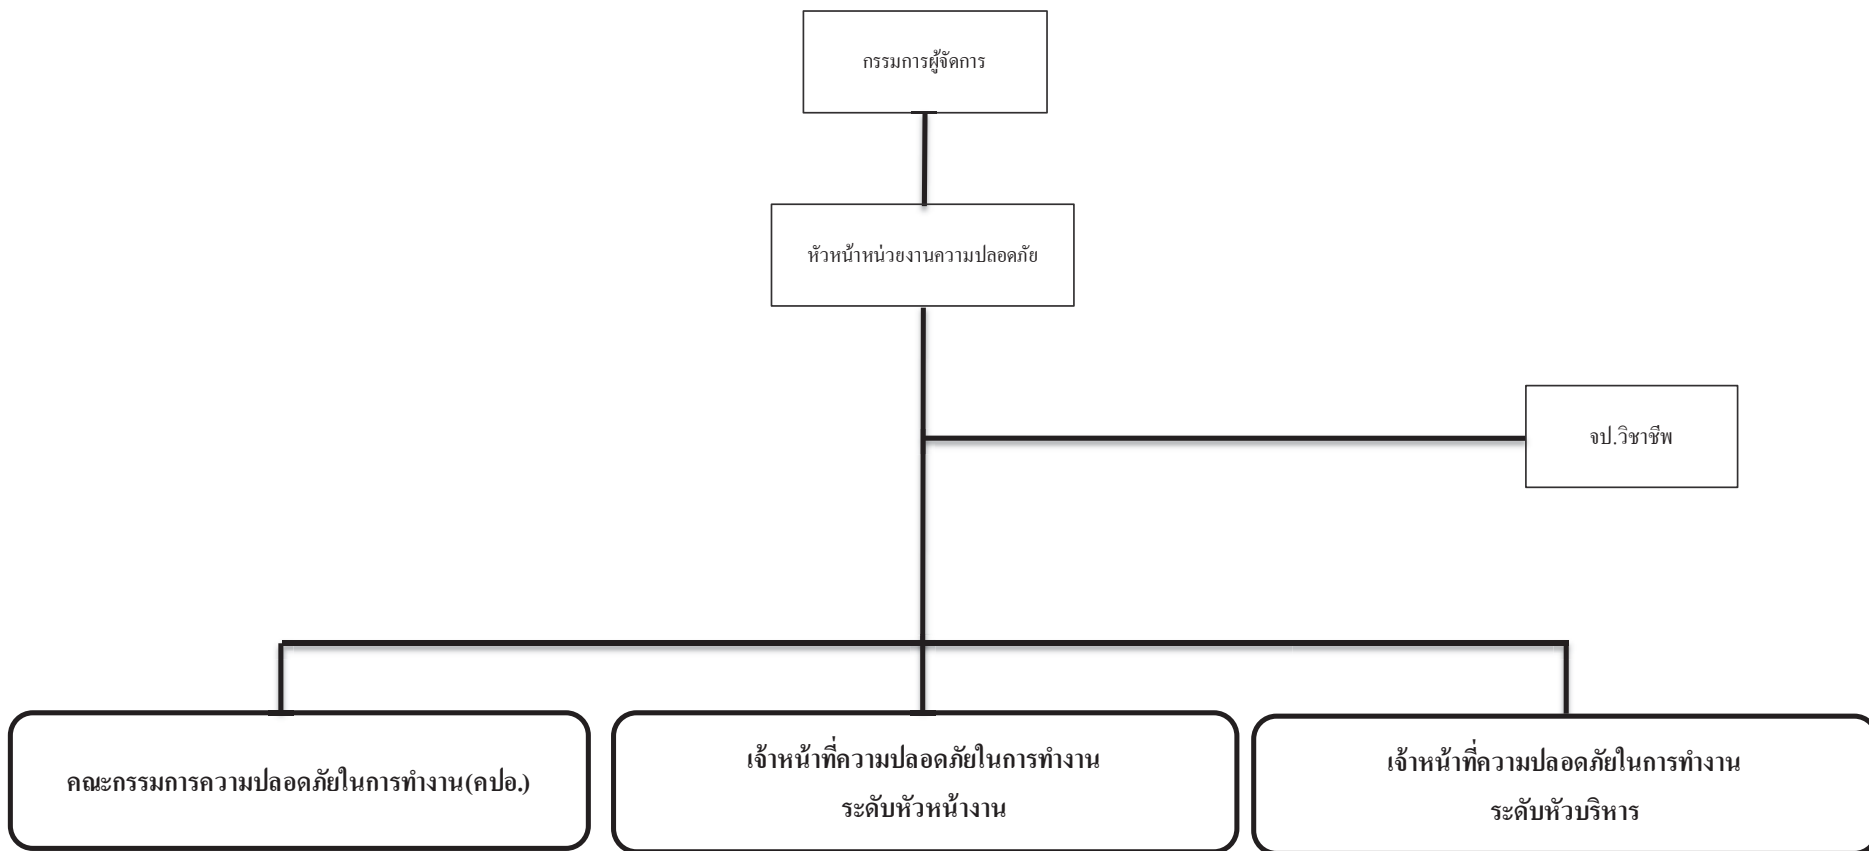 กรรมการผู้จัดการ
หัวหน้าหน่วยงานความปลอดภัย
จป.วิชาชีพ
คณะกรรมการความปลอดภัยในการทำงาน(คปอ.)
เจ้าหน้าที่ความปลอดภัยในการทำงาน
ระดับหัวหน้างาน
เจ้าหน้าที่ความปลอดภัยในการทำงาน
ระดับหัวบริหาร